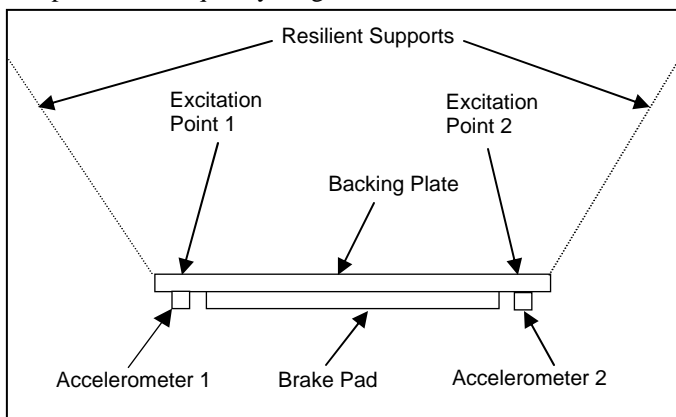 Resilient Supports
Excitation
Point 1
Excitation
Point 2
Backing Plate
Accelerometer 1
Brake Pad
Accelerometer 2